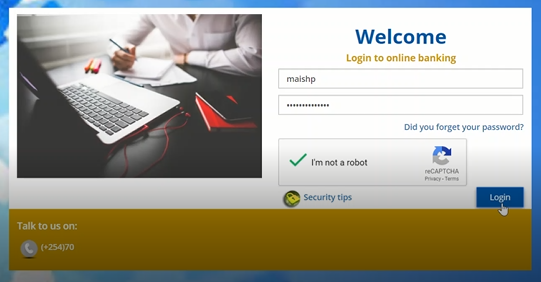 Welcome
Login to online banking
maishp
••••••••••••••
Did you forget your password?
I'm not a robot
reCAPTCHA
Privacy - Terms
Security tips
Login
Talk to us on:
(+254)70